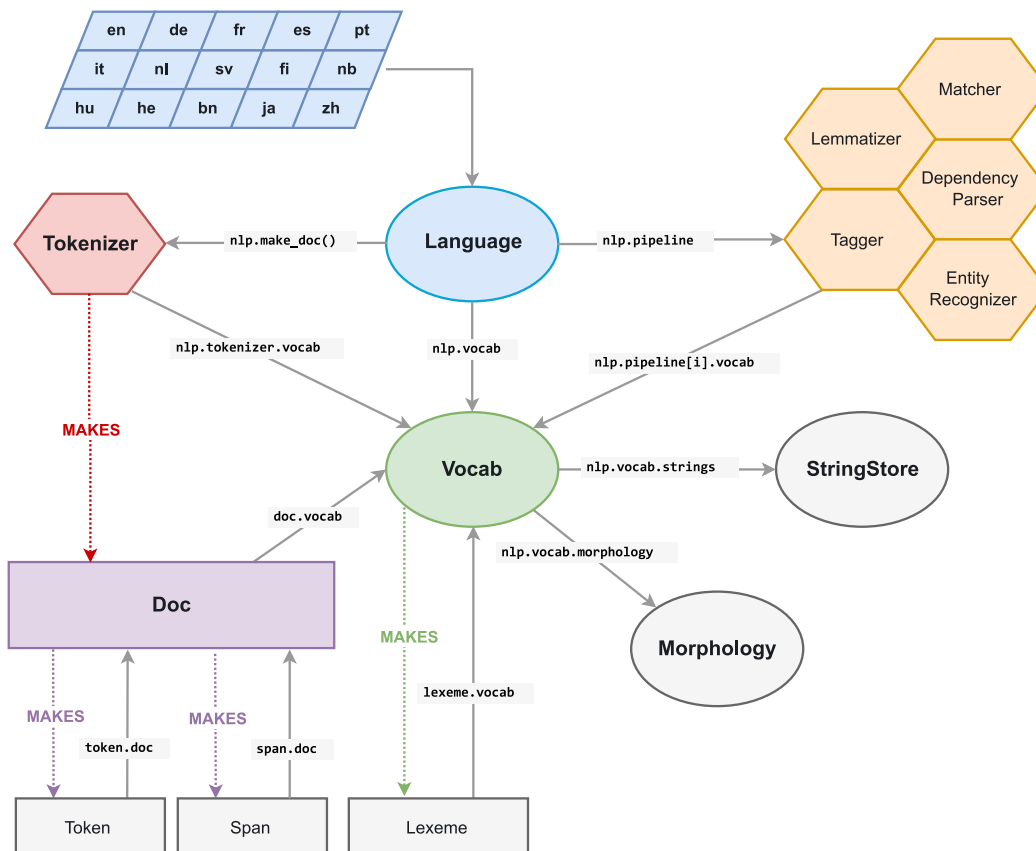 en de fr es pt
it nl sv fi nb
hu he bn ja zh
Matcher
Lemmatizer
Dependency
Parser
Tokenizer
nlp.make_doc()
Language
nlp.pipeline
Tagger
Entity
Recognizer
nlp.tokenizer.vocab
nlp.vocab
nlp.pipeline[i].vocab
MAKES
Vocab
nlp.vocab.strings
StringStore
doc.vocab
nlp.vocab.morphology
Doc
MAKES
Morphology
lexeme.vocab
MAKES
MAKES
token.doc
span.doc
Token
Span
Lexeme